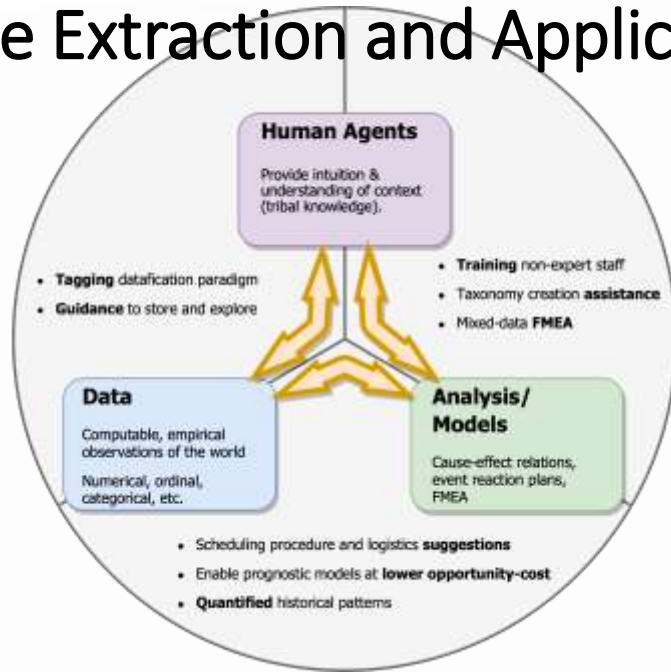 e Extraction and Applic
Human Agents
Provide intuition &
understanding of context
(tribal knowledge).
• Tagging datafication paradigm
• Guidance to store and explore
• Training non-expert staff
• Taxonomy creation assistance
• Mixed-data FMEA
Data
Computable, empirical
observations of the world
Numerical, ordinal,
categorical, etc.
Analysis/
Models
Cause-effect relations,
event reaction plans,
FMEA
• Scheduling procedure and logistics suggestions
• Enable prognostic models at lower opportunity-cost
• Quantified historical patterns